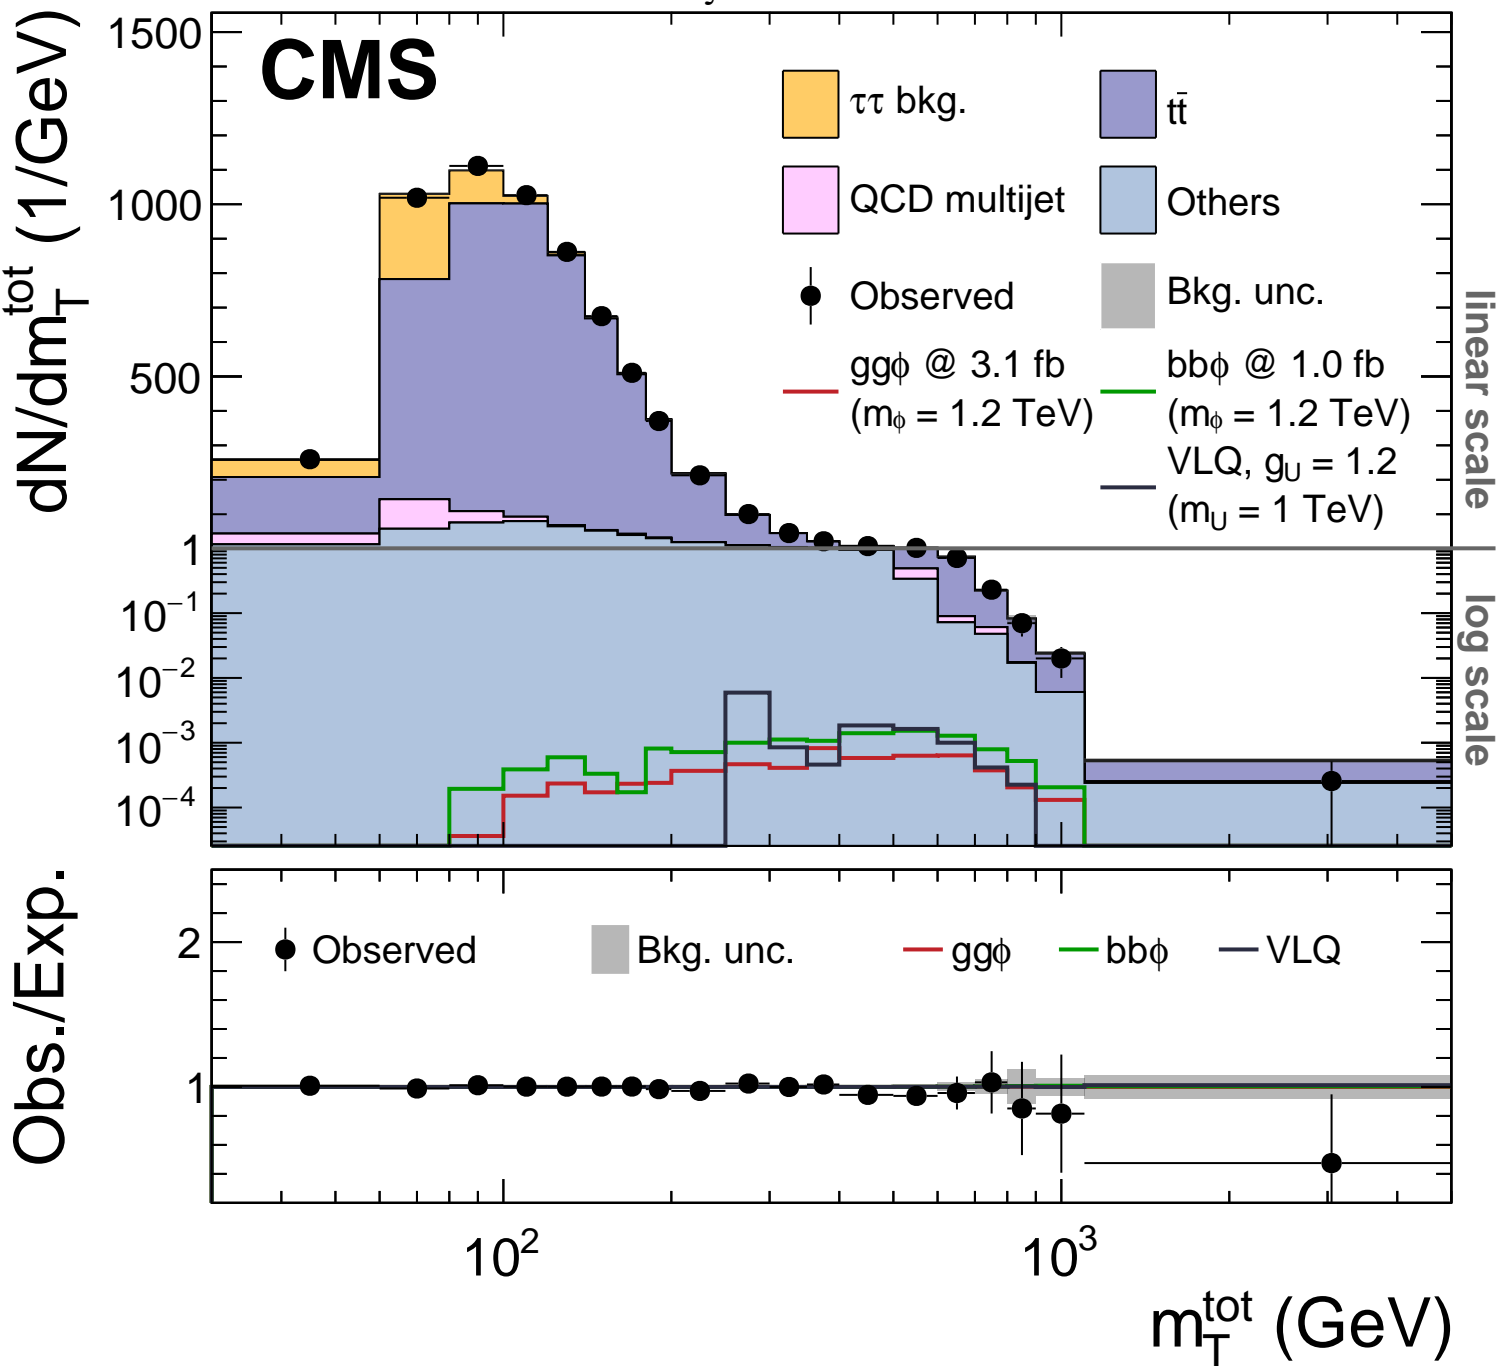 CMS
dN/dm_T^tot (1/GeV)
1500
1000
500
1
10^−1
10^−2
10^−3
10^−4
ττ bkg.
tt̄
QCD multijet
Others
Observed
Bkg. unc.
ggϕ @ 3.1 fb
(m_ϕ = 1.2 TeV)
bbϕ @ 1.0 fb
(m_ϕ = 1.2 TeV)
VLQ, g_U = 1.2
(m_U = 1 TeV)
linear scale
log scale
Obs./Exp.
2
1
Observed
Bkg. unc.
ggϕ
bbϕ
VLQ
10^2
10^3
m_T^tot (GeV)